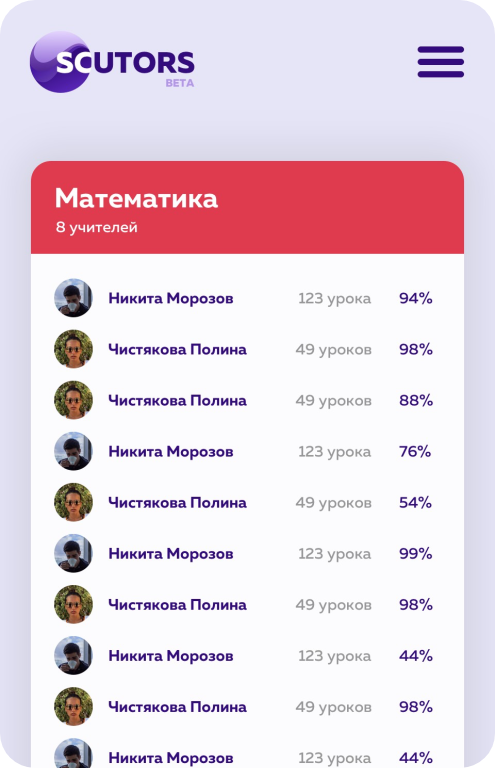 SCUTORS
BETA
Математика
8 учителей
Никита Морозов 123 урока 94%
Чистякова Полина 49 уроков 98%
Чистякова Полина 49 уроков 88%
Никита Морозов 123 урока 76%
Чистякова Полина 49 уроков 54%
Никита Морозов 123 урока 99%
Чистякова Полина 49 уроков 98%
Никита Морозов 123 урока 44%
Чистякова Полина 49 уроков 98%
Никита Морозов 123 урока 44%